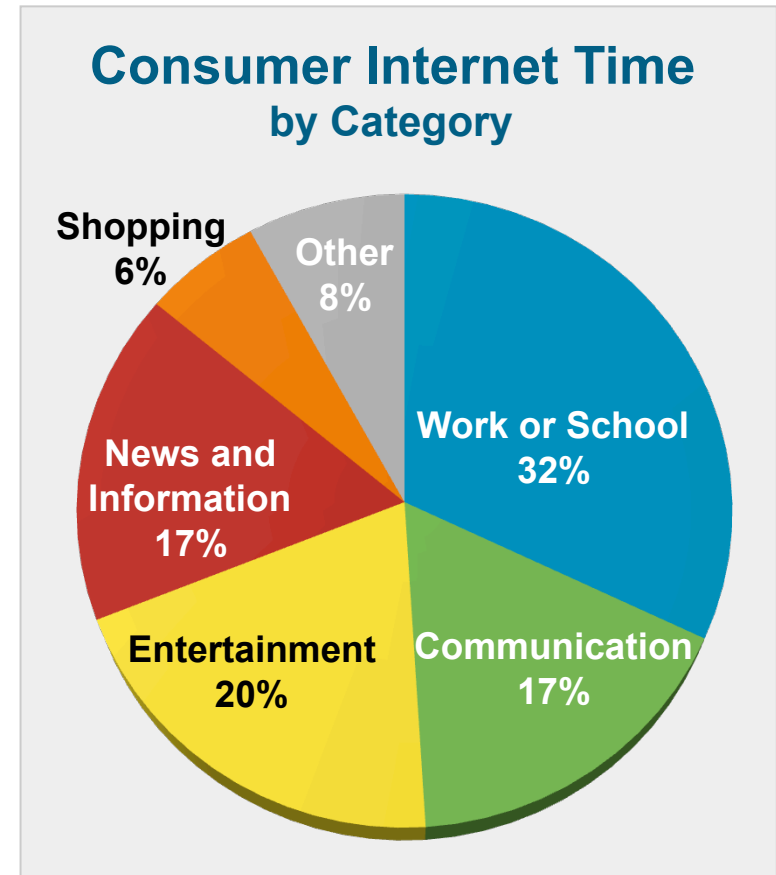 Consumer Internet Time
by Category
Shopping
6%
Other
8%
Work or School
32%
News and
Information
17%
Entertainment
20%
Communication
17%